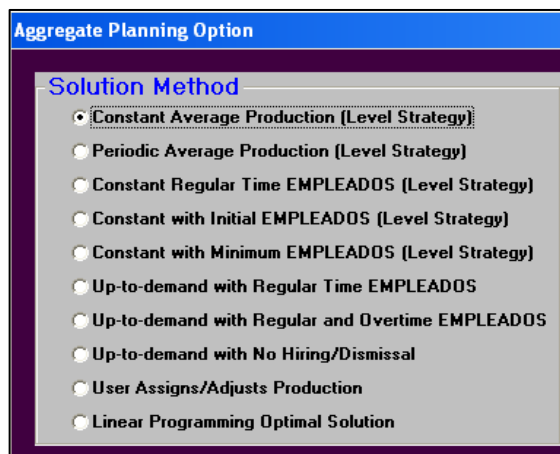 Aggregate Planning Option
Solution Method
Constant Average Production (Level Strategy)
Periodic Average Production (Level Strategy)
Constant Regular Time EMPLEADOS (Level Strategy)
Constant with Initial EMPLEADOS (Level Strategy)
Constant with Minimum EMPLEADOS (Level Strategy)
Up-to-demand with Regular Time EMPLEADOS
Up-to-demand with Regular and Overtime EMPLEADOS
Up-to-demand with No Hiring/Dismissal
User Assigns/Adjusts Production
Linear Programming Optimal Solution